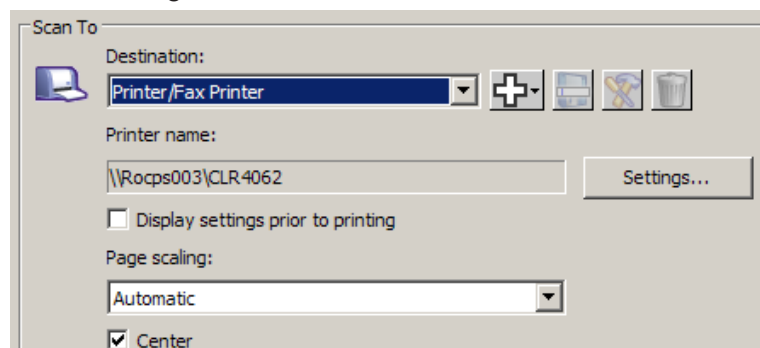 Scan To
Destination:
Printer/Fax Printer
Printer name:
\\Rocps003\CLR4062
Settings...
Display settings prior to printing
Page scaling:
Automatic
Center